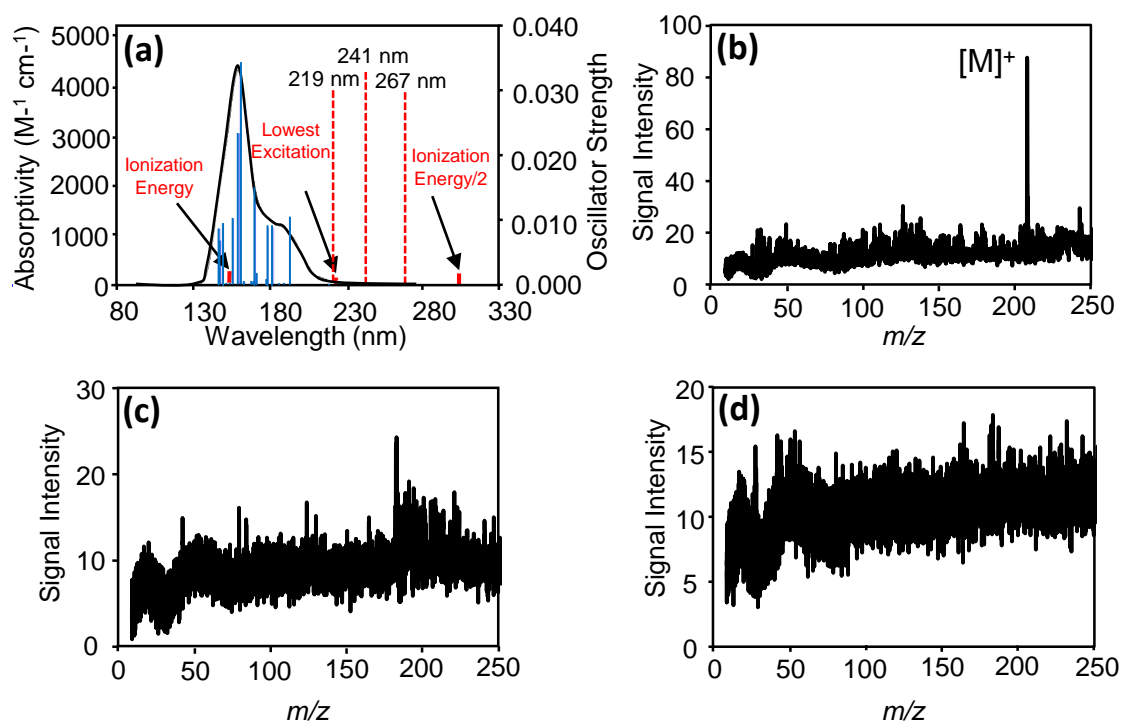 (a)
Absorptivity (M-¹ cm-¹)
5000
4000
3000
2000
1000
0
80
130
180
230
280
330
Wavelength (nm)
Oscillator Strength
0.040
0.030
0.020
0.010
0.000
241 nm
219 nm
267 nm
Ionization
Energy
Lowest
Excitation
Ionization
Energy/2
(b)
[M]⁺
Signal Intensity
100
80
60
40
20
0
0
50
100
150
200
250
m/z
(c)
Signal Intensity
30
20
10
0
0
50
100
150
200
250
m/z
(d)
Signal Intensity
20
15
10
5
0
0
50
100
150
200
250
m/z